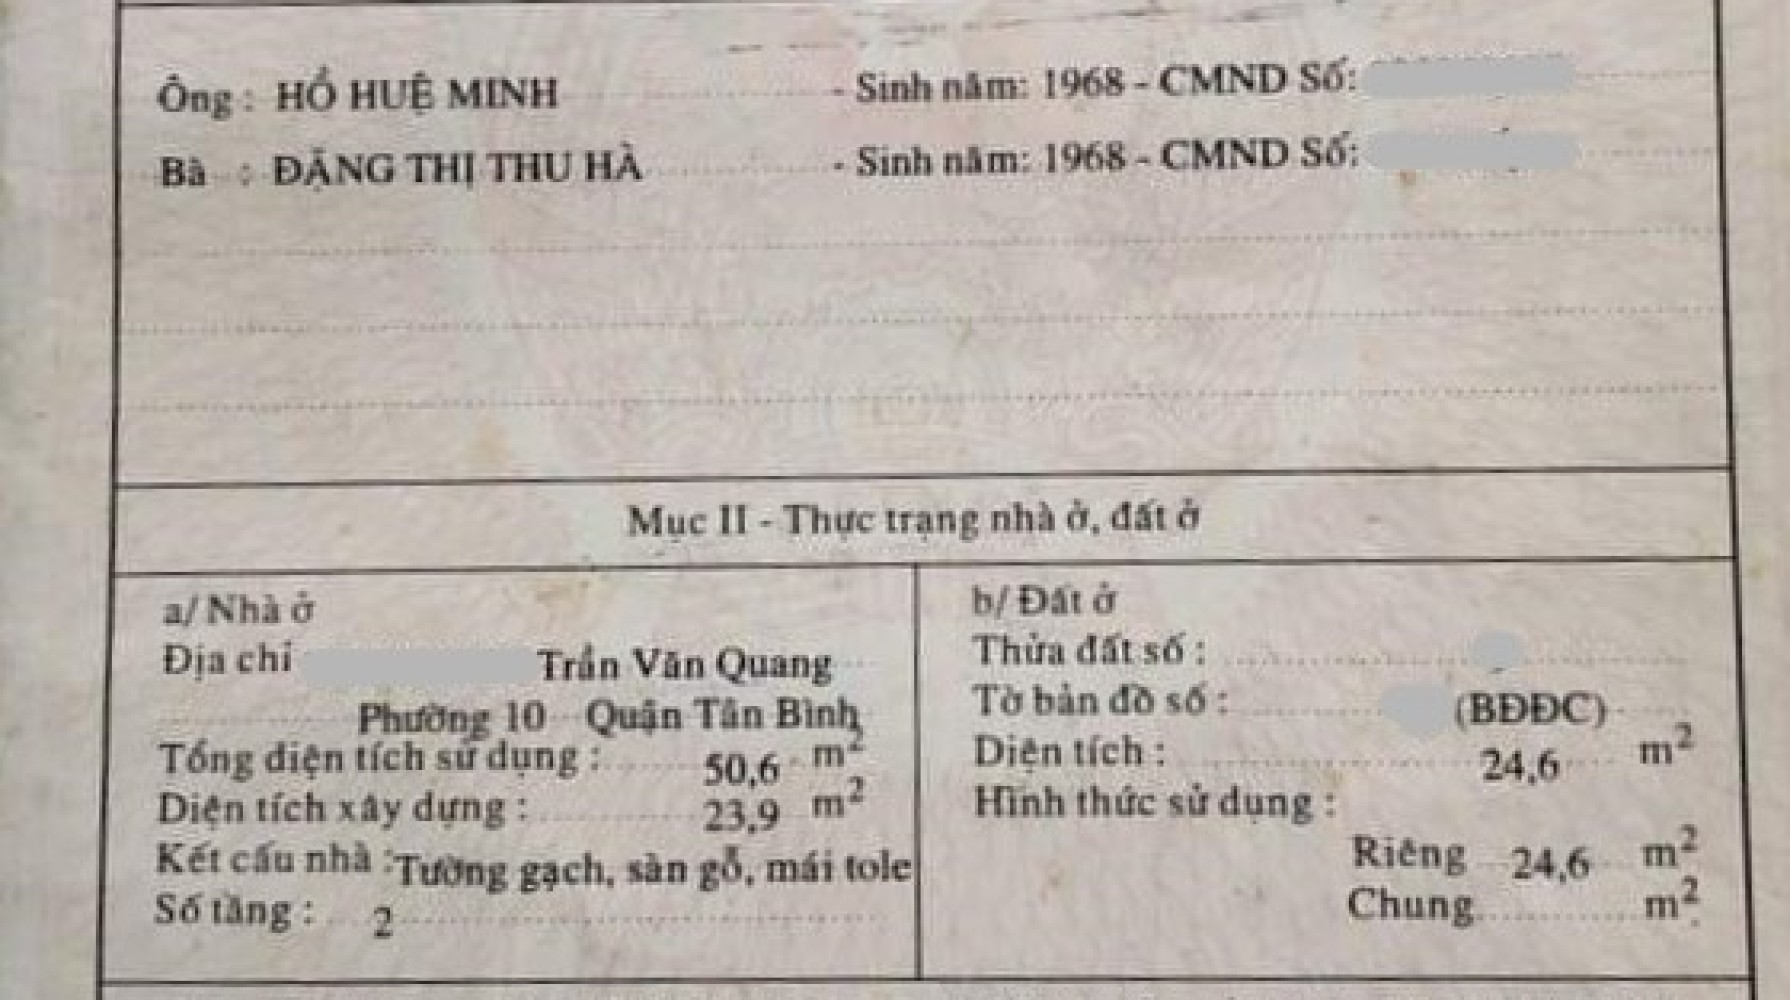 Ông : HỒ HUỆ MINH - Sinh năm: 1968 - CMND Số:
Bà : ĐẶNG THỊ THU HÀ - Sinh năm: 1968 - CMND Số:
Mục II - Thực trạng nhà ở, đất ở
a/ Nhà ở
Địa chỉ Trần Văn Quang
Phường 10 Quận Tân Bình
Tổng diện tích sử dụng : 50,6 m²
Diện tích xây dựng : 23,9 m²
Kết cấu nhà : Tường gạch, sàn gỗ, mái tole
Số tầng : 2
b/ Đất ở
Thửa đất số :
Tờ bản đồ số : (BĐĐC)
Diện tích : 24,6 m²
Hình thức sử dụng :
Riêng 24,6 m²
Chung m²